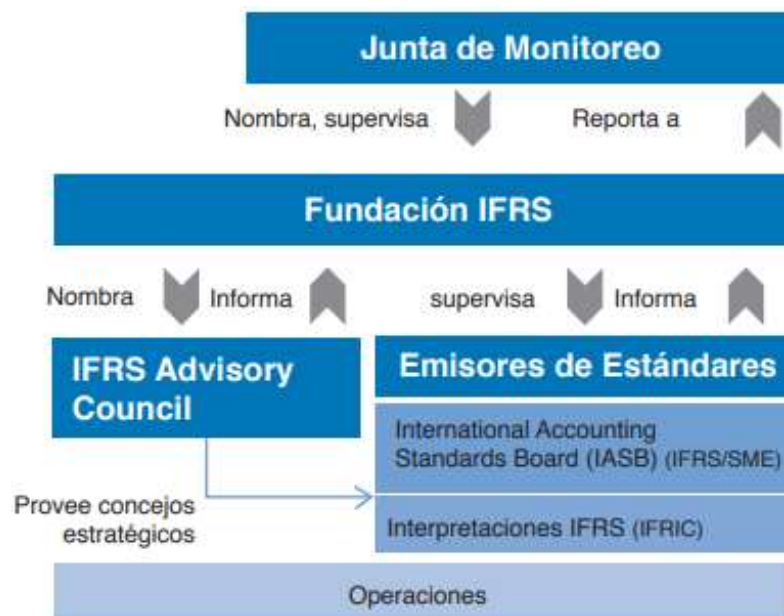 Junta de Monitoreo
Nombra, supervisa
Reporta a
Fundación IFRS
Nombra
Informa
supervisa
Informa
IFRS Advisory
Council
Emisores de Estándares
International Accounting
Standards Board (IASB) (IFRS/SME)
Provee concejos
estratégicos
Interpretaciones IFRS (IFRIC)
Operaciones